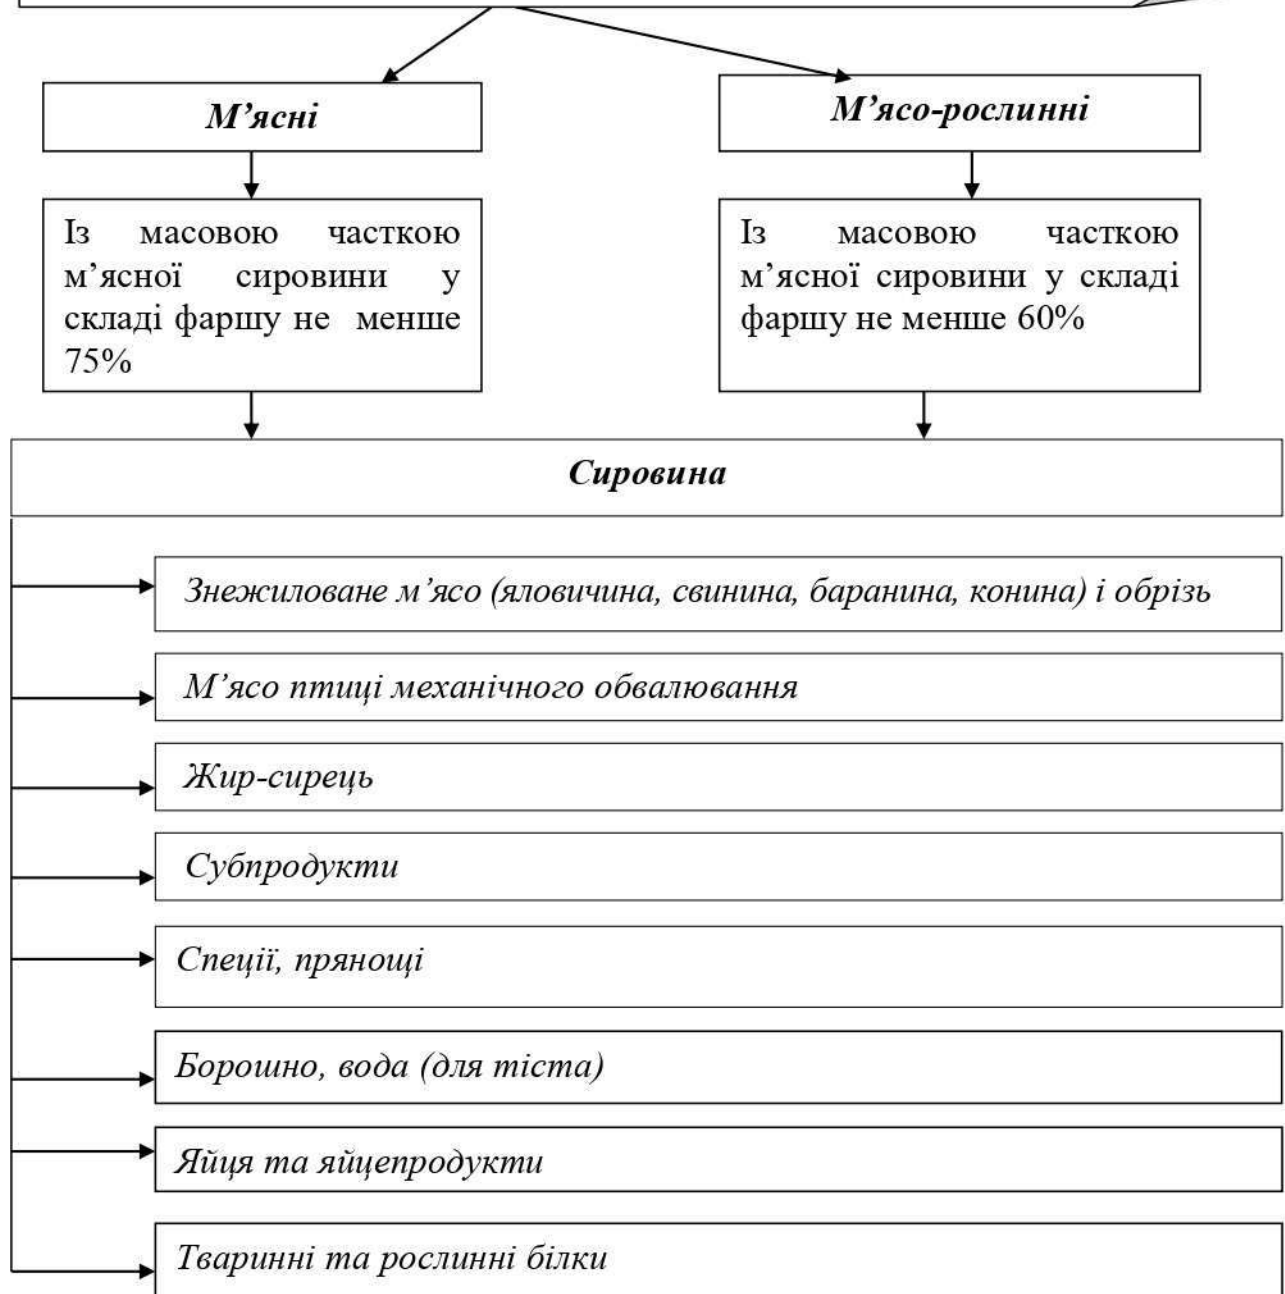 М’ясні
М’ясо-рослинні
Із масовою часткою
м’ясної сировини у
складі фаршу не менше
75%
Із масовою часткою
м’ясної сировини у складі
фаршу не менше 60%
Сировина
Знежиловане м’ясо (яловичина, свинина, баранина, конина) і обрізь
М’ясо птиці механічного обвалювання
Жир-сирець
Субпродукти
Спеції, прянощі
Борошно, вода (для тіста)
Яйця та яйцепродукти
Тваринні та рослинні білки